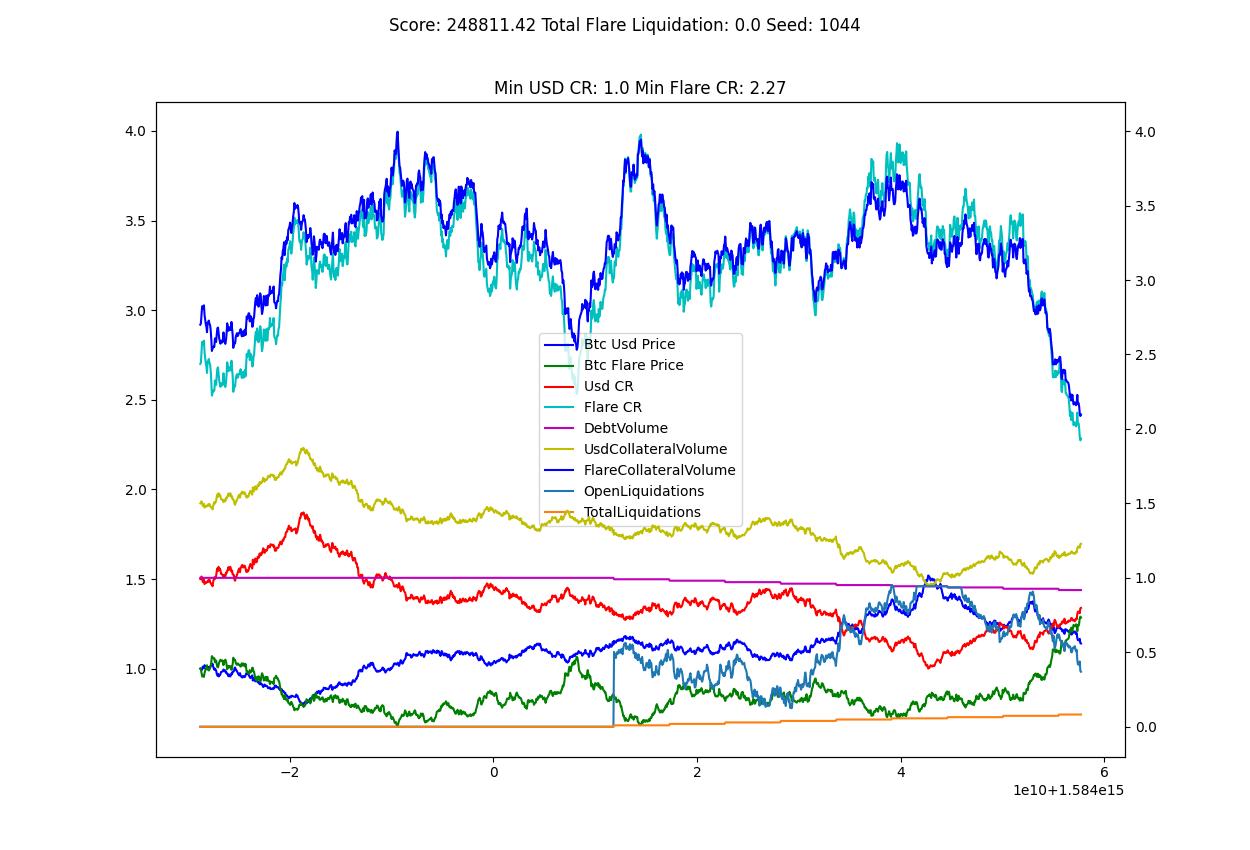 Score: 248811.42 Total Flare Liquidation: 0.0 Seed: 1044
Min USD CR: 1.0 Min Flare CR: 2.27
4.0
3.5
3.0
2.5
2.0
1.5
1.0
4.0
3.5
3.0
2.5
2.0
1.5
1.0
0.5
0.0
Btc Usd Price
Btc Flare Price
Usd CR
Flare CR
DebtVolume
UsdCollateralVolume
FlareCollateralVolume
OpenLiquidations
TotalLiquidations
−2 0 2 4 6
1e10+1.584e15